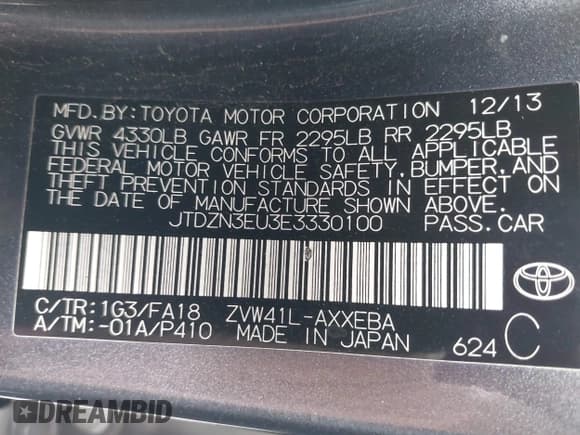 MFD.BY:TOYOTA MOTOR CORPORATION 12/13
GVWR 4330LB GAWR FR 2295LB RR 2295LB
THIS VEHICLE CONFORMS TO ALL APPLICABLE
FEDERAL MOTOR VEHICLE SAFETY,BUMPER,AND
THEFT PREVENTION STANDARDS IN EFFECT ON
THE DATE OF MANUFACTURE SHOWN ABOVE.
JTDZN3EU3E3330100 PASS.CAR
C/TR:1G3/FA18 ZVW41L-AXXEBA
A/TM:-01A/P410 MADE IN JAPAN 624 C
DREAMBID